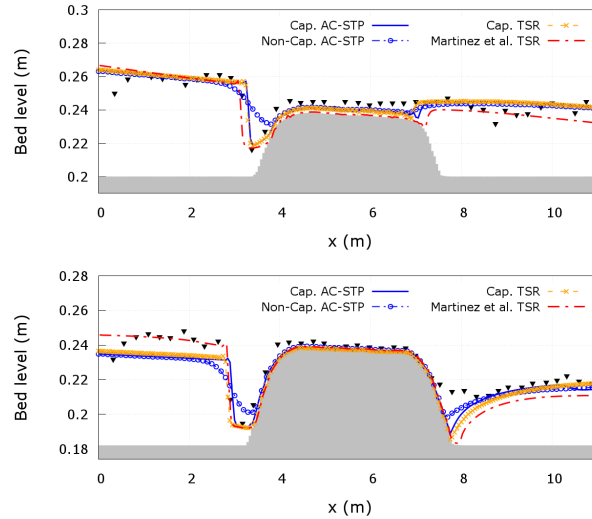 0.3
0.28
0.26
0.24
0.22
0.2
Bed level (m)
Cap. AC-STP
Non-Cap. AC-STP
Cap. TSR
Martinez et al. TSR
0 2 4 6 8 10
x (m)
0.28
0.26
0.24
0.22
0.2
0.18
Bed level (m)
Cap. AC-STP
Non-Cap. AC-STP
Cap. TSR
Martinez et al. TSR
0 2 4 6 8 10
x (m)